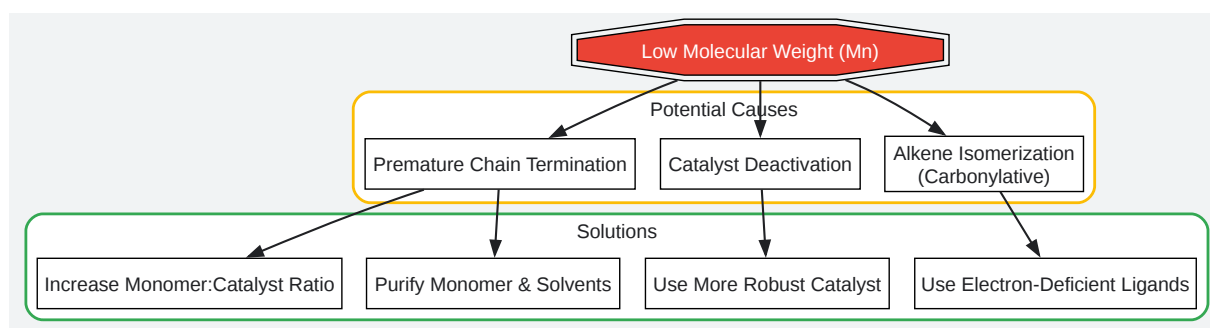 Low Molecular Weight (Mn)
Potential Causes
Premature Chain Termination
Catalyst Deactivation
Alkene Isomerization
(Carbonylative)
Solutions
Increase Monomer:Catalyst Ratio
Purify Monomer & Solvents
Use More Robust Catalyst
Use Electron-Deficient Ligands